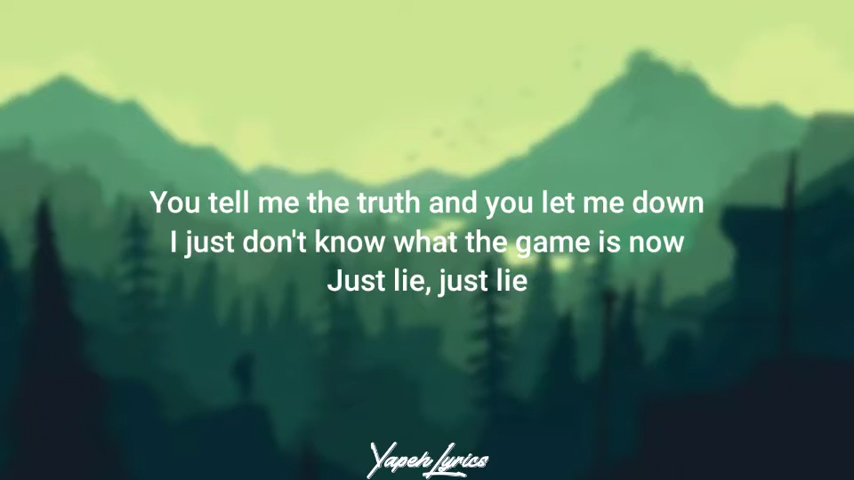 You tell me the truth and you let me down
I just don't know what the game is now
Just lie, just lie
Yapeh Lyrics